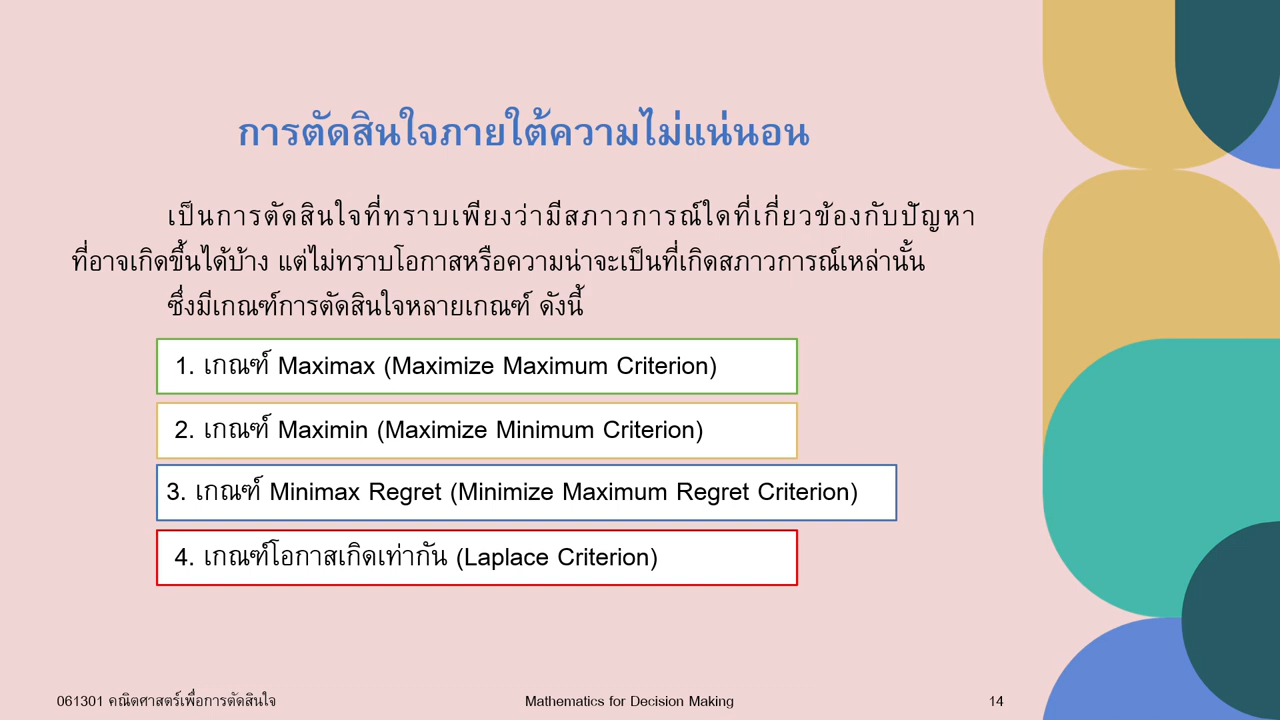 การตัดสินใจภายใต้ความไม่แน่นอน
เป็นการตัดสินใจที่ทราบเพียงว่ามีสภาวการณ์ใดที่เกี่ยวข้องกับปัญหา
ที่อาจเกิดขึ้นได้บ้าง แต่ไม่ทราบโอกาสหรือความน่าจะเป็นที่เกิดสภาวการณ์เหล่านั้น
ซึ่งมีเกณฑ์การตัดสินใจหลายเกณฑ์ ดังนี้
1. เกณฑ์ Maximax (Maximize Maximum Criterion)
2. เกณฑ์ Maximin (Maximize Minimum Criterion)
3. เกณฑ์ Minimax Regret (Minimize Maximum Regret Criterion)
4. เกณฑ์โอกาสเกิดเท่ากัน (Laplace Criterion)
061301 คณิตศาสตร์เพื่อการตัดสินใจ
Mathematics for Decision Making
14